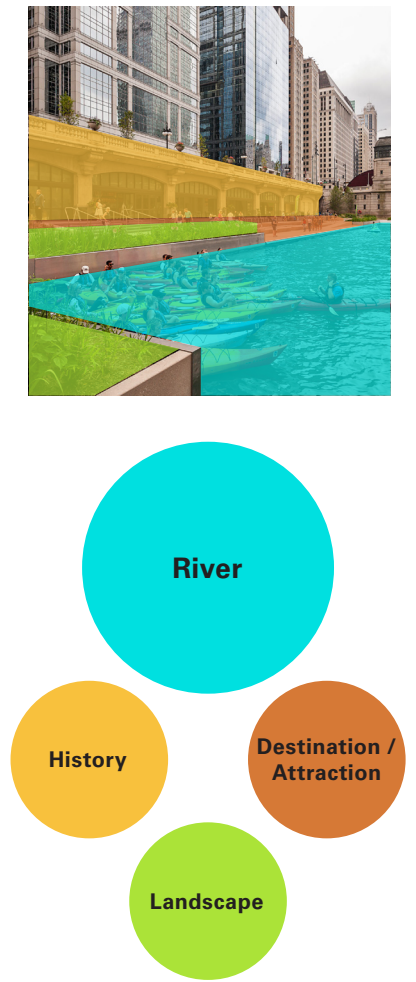 River
History
Destination /
Attraction
Landscape